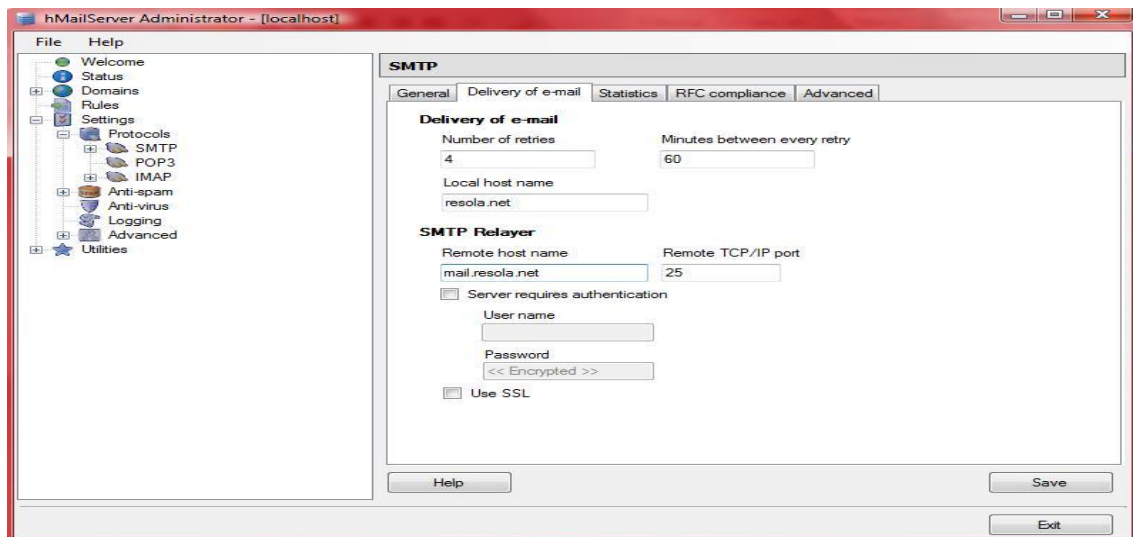 hMailServer Administrator - [localhost]
File Help
Welcome
Status
Domains
Rules
Settings
Protocols
SMTP
POP3
IMAP
Anti-spam
Anti-virus
Logging
Advanced
Utilities
SMTP
General Delivery of e-mail Statistics RFC compliance Advanced
Delivery of e-mail
Number of retries Minutes between every retry
4 60
Local host name
resola.net
SMTP Relayer
Remote host name Remote TCP/IP port
mail.resola.net 25
Server requires authentication
User name
Password
<< Encrypted >>
Use SSL
Help Save
Exit